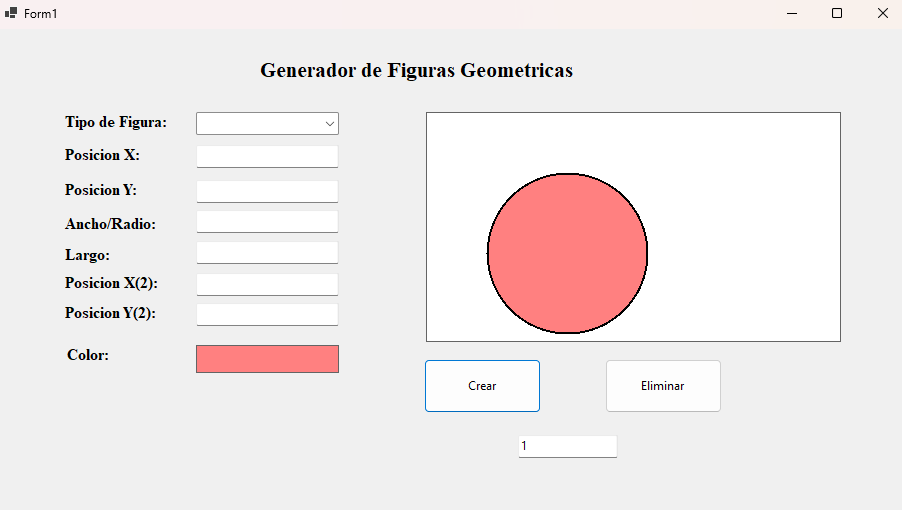 Form1
Generador de Figuras Geometricas
Tipo de Figura:
Posicion X:
Posicion Y:
Ancho/Radio:
Largo:
Posicion X(2):
Posicion Y(2):
Color:
Crear
Eliminar
1